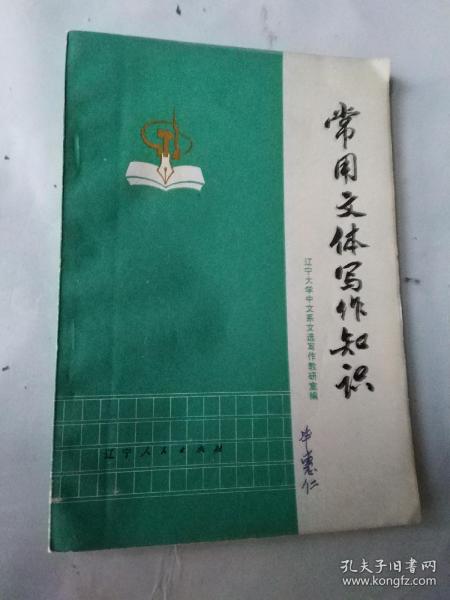 常用文体写作知识
辽宁大学中文系文选写作教研室编
辽宁人民出版社
孔夫子旧书网
www.kongfz.com